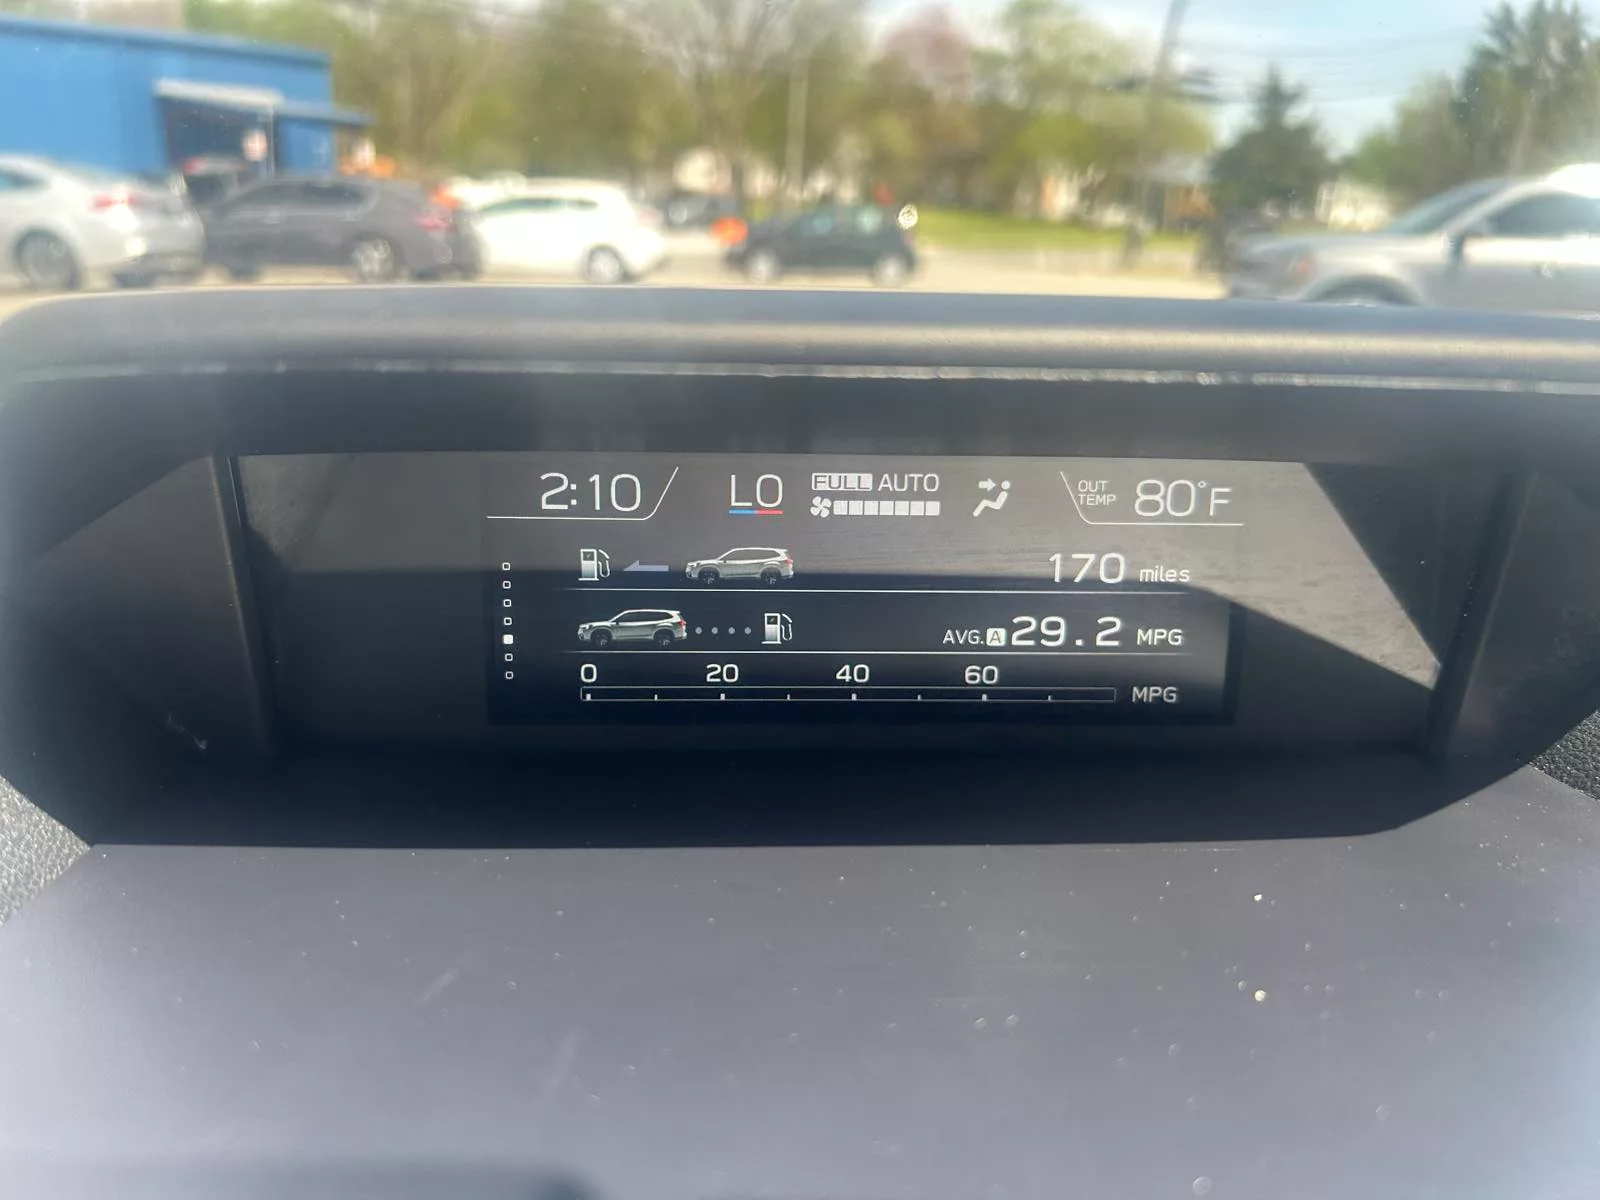 2:10 LO FULL AUTO OUT TEMP 80°F
170 miles
AVG. A 29.2 MPG
0 20 40 60
MPG